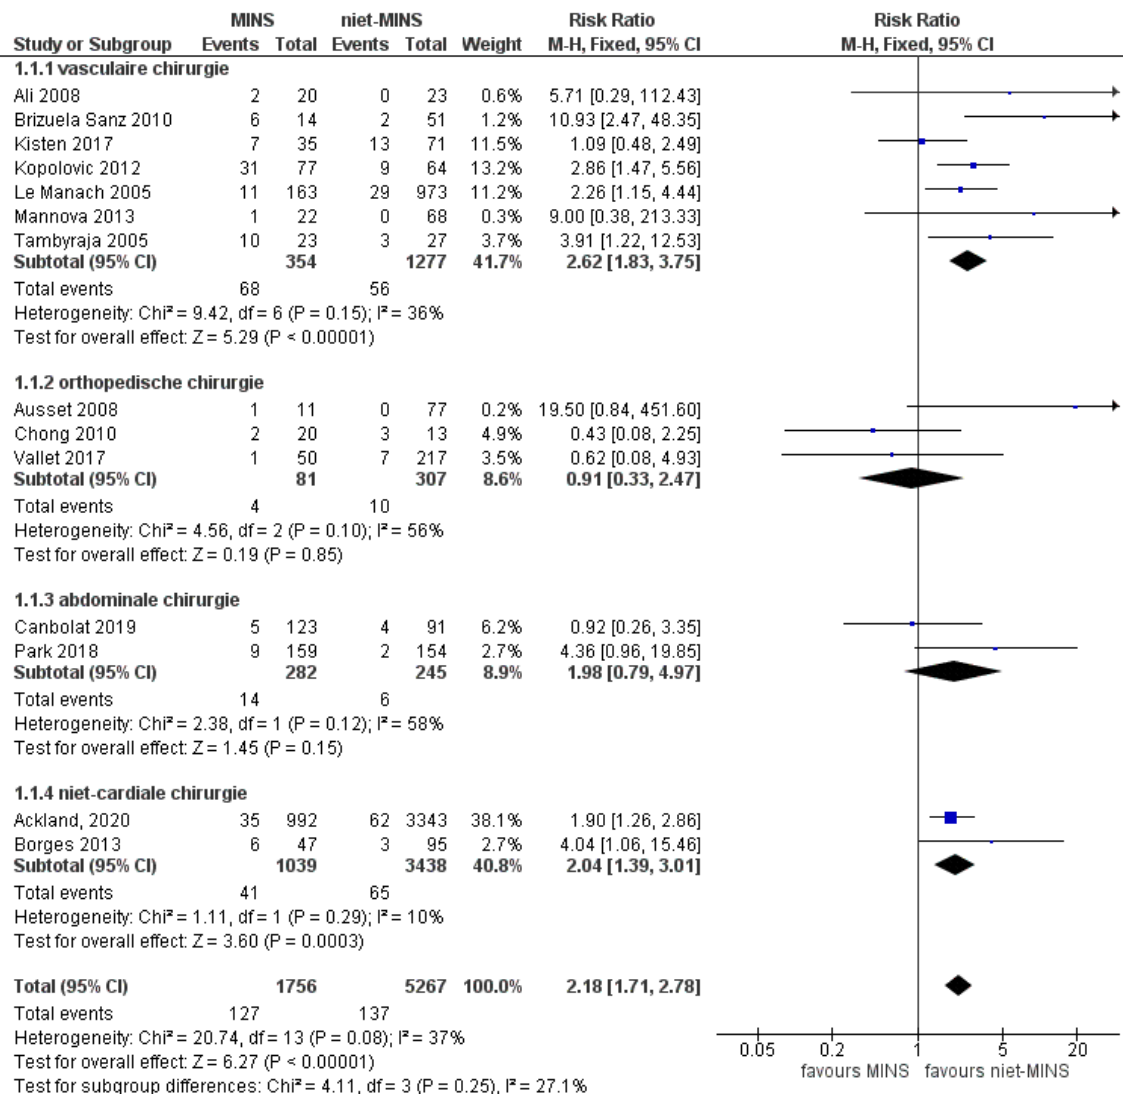 MINS niet-MINS Risk Ratio Risk Ratio
Study or Subgroup Events Total Events Total Weight M-H, Fixed, 95% CI M-H, Fixed, 95% CI
1.1.1 vasculaire chirurgie
Ali 2008 2 20 0 23 0.6% 5.71 [0.29, 112.43]
Brizuela Sanz 2010 6 14 2 51 1.2% 10.93 [2.47, 48.35]
Kisten 2017 7 35 13 71 11.5% 1.09 [0.48, 2.49]
Kopolovic 2012 31 77 9 64 13.2% 2.86 [1.47, 5.56]
Le Manach 2005 11 163 29 973 11.2% 2.26 [1.15, 4.44]
Mannova 2013 1 22 0 68 0.3% 9.00 [0.38, 213.33]
Tambyraja 2005 10 23 3 27 3.7% 3.91 [1.22, 12.53]
Subtotal (95% CI) 354 1277 41.7% 2.62 [1.83, 3.75]
Total events 68 56
Heterogeneity: Chi² = 9.42, df = 6 (P = 0.15); I² = 36%
Test for overall effect: Z = 5.29 (P < 0.00001)
1.1.2 orthopedische chirurgie
Ausset 2008 1 11 0 77 0.2% 19.50 [0.84, 451.60]
Chong 2010 2 20 3 13 4.9% 0.43 [0.08, 2.25]
Vallet 2017 1 50 7 217 3.5% 0.62 [0.08, 4.93]
Subtotal (95% CI) 81 307 8.6% 0.91 [0.33, 2.47]
Total events 4 10
Heterogeneity: Chi² = 4.56, df = 2 (P = 0.10); I² = 56%
Test for overall effect: Z = 0.19 (P = 0.85)
1.1.3 abdominale chirurgie
Canbolat 2019 5 123 4 91 6.2% 0.92 [0.26, 3.35]
Park 2018 9 159 2 154 2.7% 4.36 [0.96, 19.85]
Subtotal (95% CI) 282 245 8.9% 1.98 [0.79, 4.97]
Total events 14 6
Heterogeneity: Chi² = 2.38, df = 1 (P = 0.12); I² = 58%
Test for overall effect: Z = 1.45 (P = 0.15)
1.1.4 niet-cardiale chirurgie
Ackland, 2020 35 992 62 3343 38.1% 1.90 [1.26, 2.86]
Borges 2013 6 47 3 95 2.7% 4.04 [1.06, 15.46]
Subtotal (95% CI) 1039 3438 40.8% 2.04 [1.39, 3.01]
Total events 41 65
Heterogeneity: Chi² = 1.11, df = 1 (P = 0.29); I² = 10%
Test for overall effect: Z = 3.60 (P = 0.0003)
Total (95% CI) 1756 5267 100.0% 2.18 [1.71, 2.78]
Total events 127 137
Heterogeneity: Chi² = 20.74, df = 13 (P = 0.08); I² = 37%
Test for overall effect: Z = 6.27 (P < 0.00001)
Test for subgroup differences: Chi² = 4.11, df = 3 (P = 0.25), I² = 27.1%
0.05 0.2 1 5 20
favours MINS favours niet-MINS